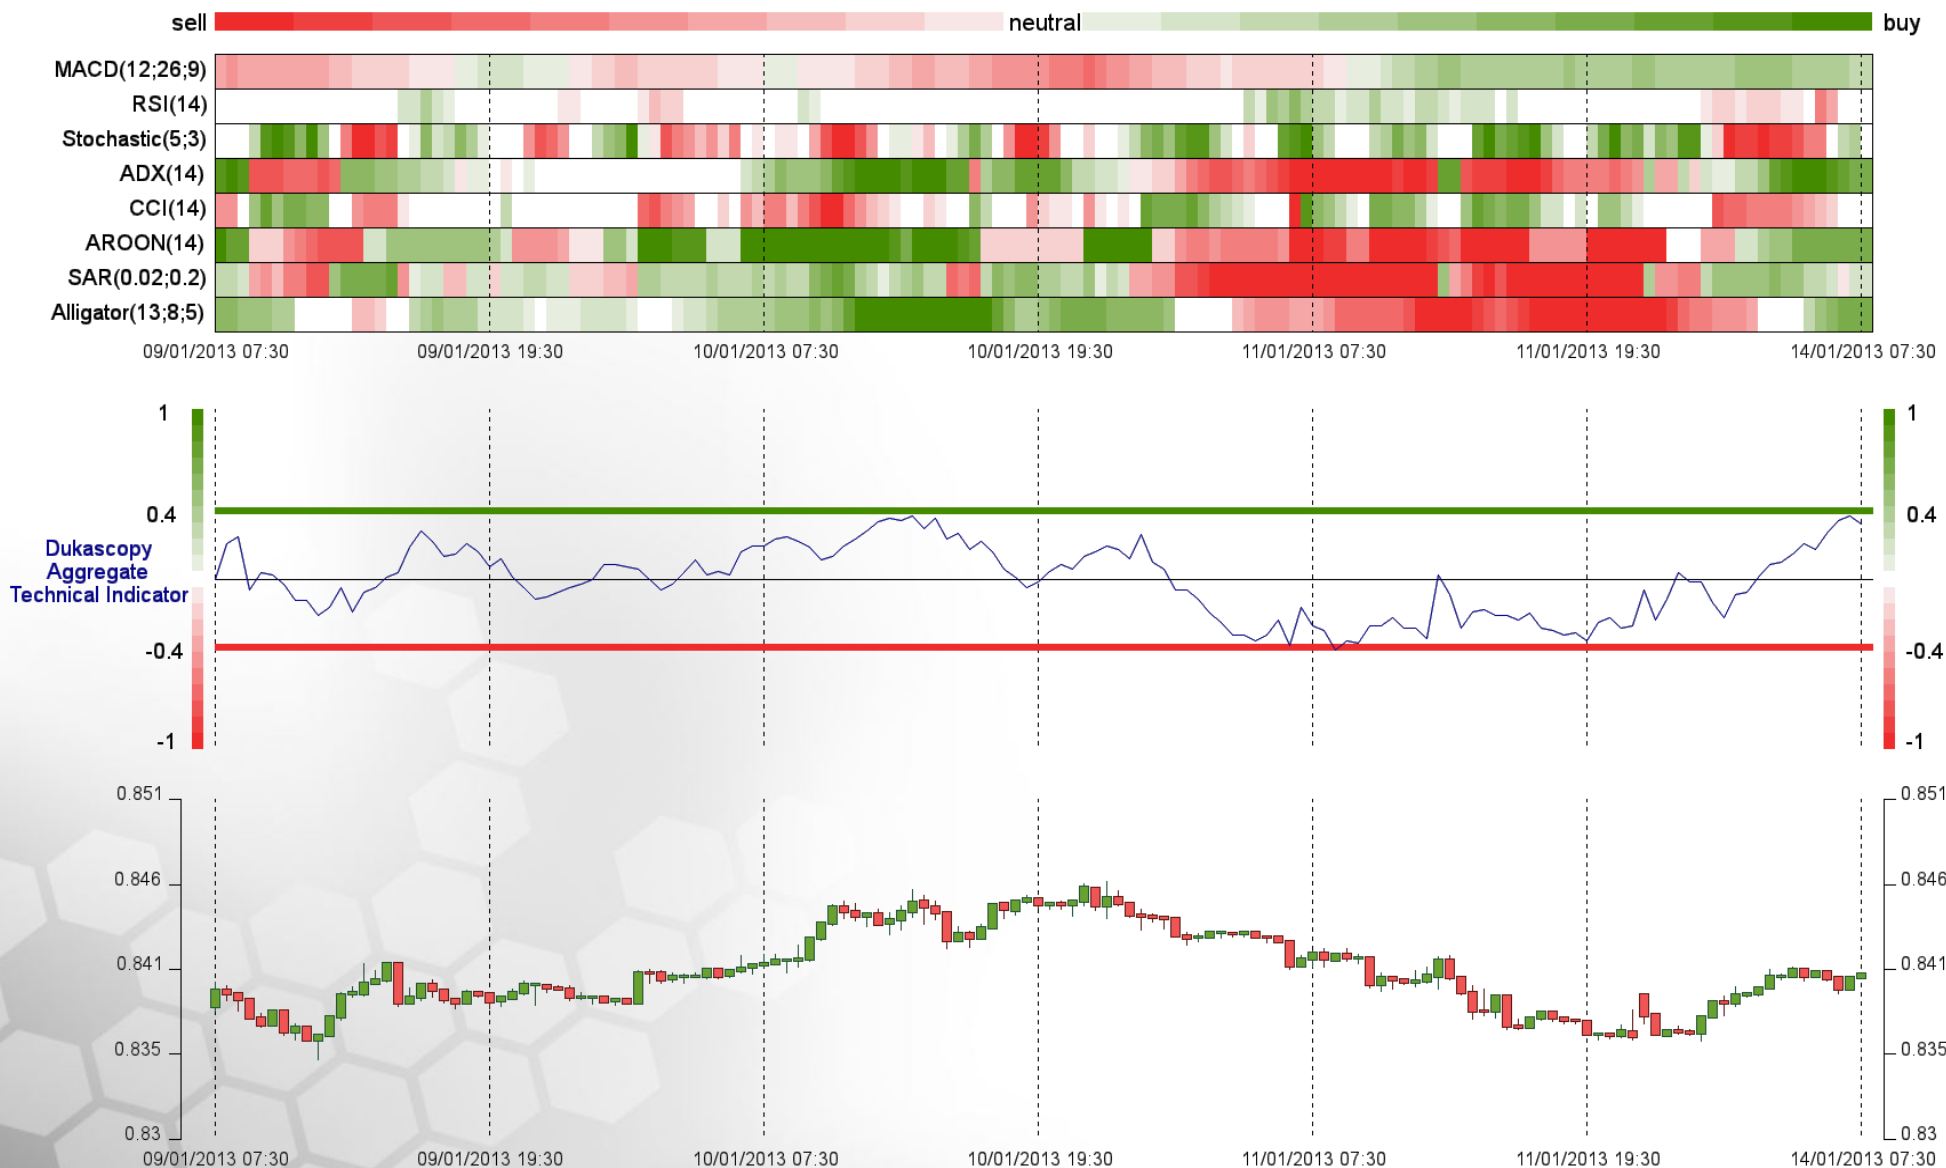 sell neutral buy
MACD(12;26;9)
RSI(14)
Stochastic(5;3)
ADX(14)
CCI(14)
AROON(14)
SAR(0.02;0.2)
Alligator(13;8;5)
09/01/2013 07:30 09/01/2013 19:30 10/01/2013 07:30 10/01/2013 19:30 11/01/2013 07:30 11/01/2013 19:30 14/01/2013 07:30
1 1
0.4 0.4
Dukascopy
Aggregate
Technical Indicator
-0.4 -0.4
-1 -1
0.851 0.851
0.846 0.846
0.841 0.841
0.835 0.835
0.83 0.83
09/01/2013 07:30 09/01/2013 19:30 10/01/2013 07:30 10/01/2013 19:30 11/01/2013 07:30 11/01/2013 19:30 14/01/2013 07:30